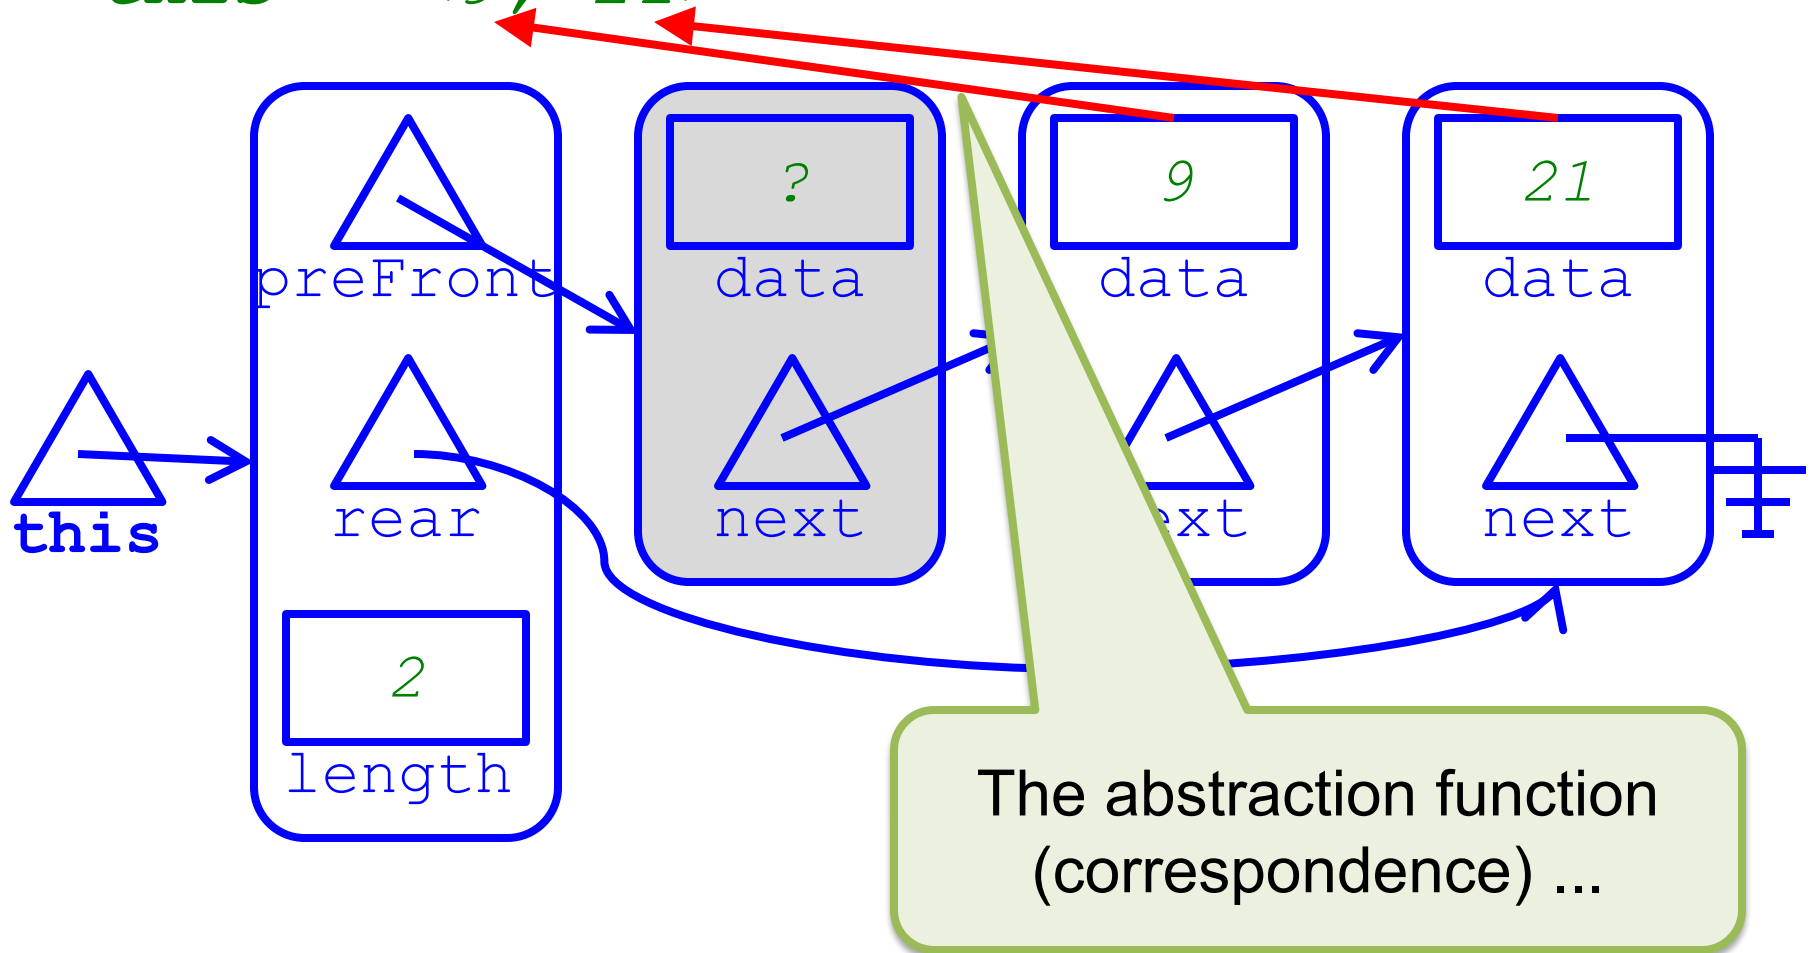 ? 9 21
preFront data data data
this rear next next
2
length
The abstraction function
(correspondence) ...